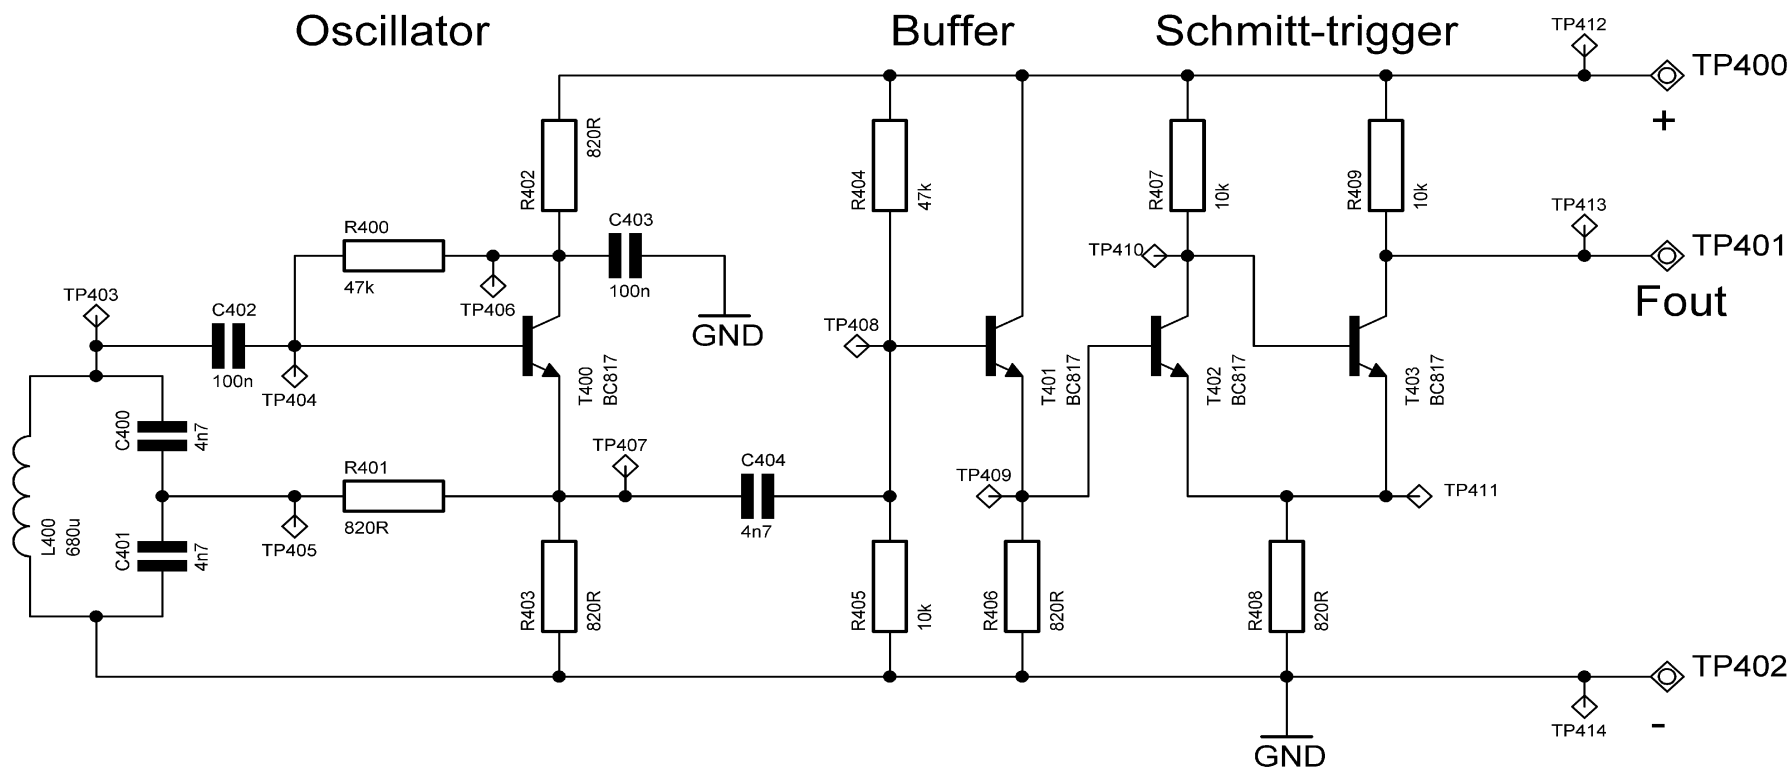 Oscillator
Buffer
Schmitt-trigger
TP412
TP400
+
R402
820R
R404
47k
R407
10k
R409
10k
R400
47k
TP406
C403
100n
GND
TP410
TP413
TP401
Fout
TP403
C402
100n
TP404
T400
BC817
TP408
T401
BC817
T402
BC817
T403
BC817
C400
4n7
L400
680u
C401
4n7
R401
820R
TP405
TP407
C404
4n7
TP409
TP411
R403
820R
R405
10k
R406
820R
R408
820R
TP402
-
TP414
GND